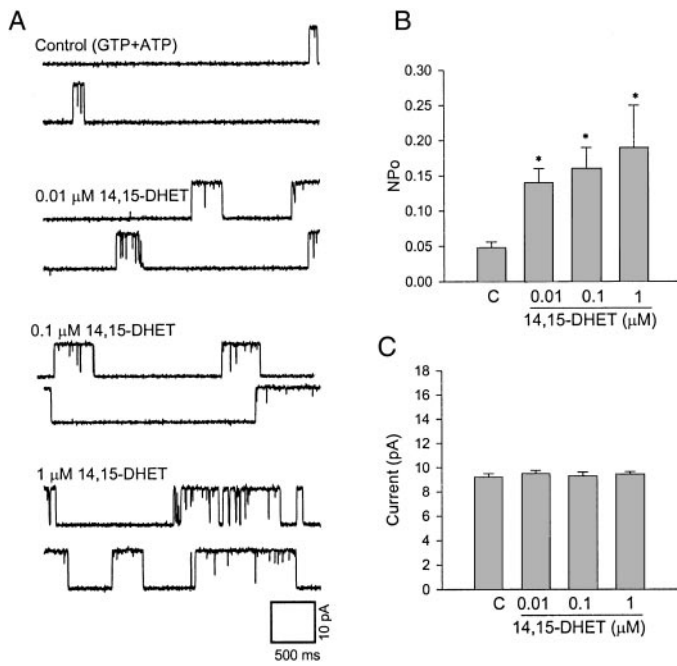 A
Control (GTP+ATP)
0.01 µM 14,15-DHET
0.1 µM 14,15-DHET
1 µM 14,15-DHET
10 pA
500 ms
B
NPo
0.30
0.25
0.20
0.15
0.10
0.05
0.00
*
*
*
C 0.01 0.1 1
14,15-DHET (µM)
C
Current (pA)
18
16
14
12
10
8
6
4
2
0
C 0.01 0.1 1
14,15-DHET (µM)